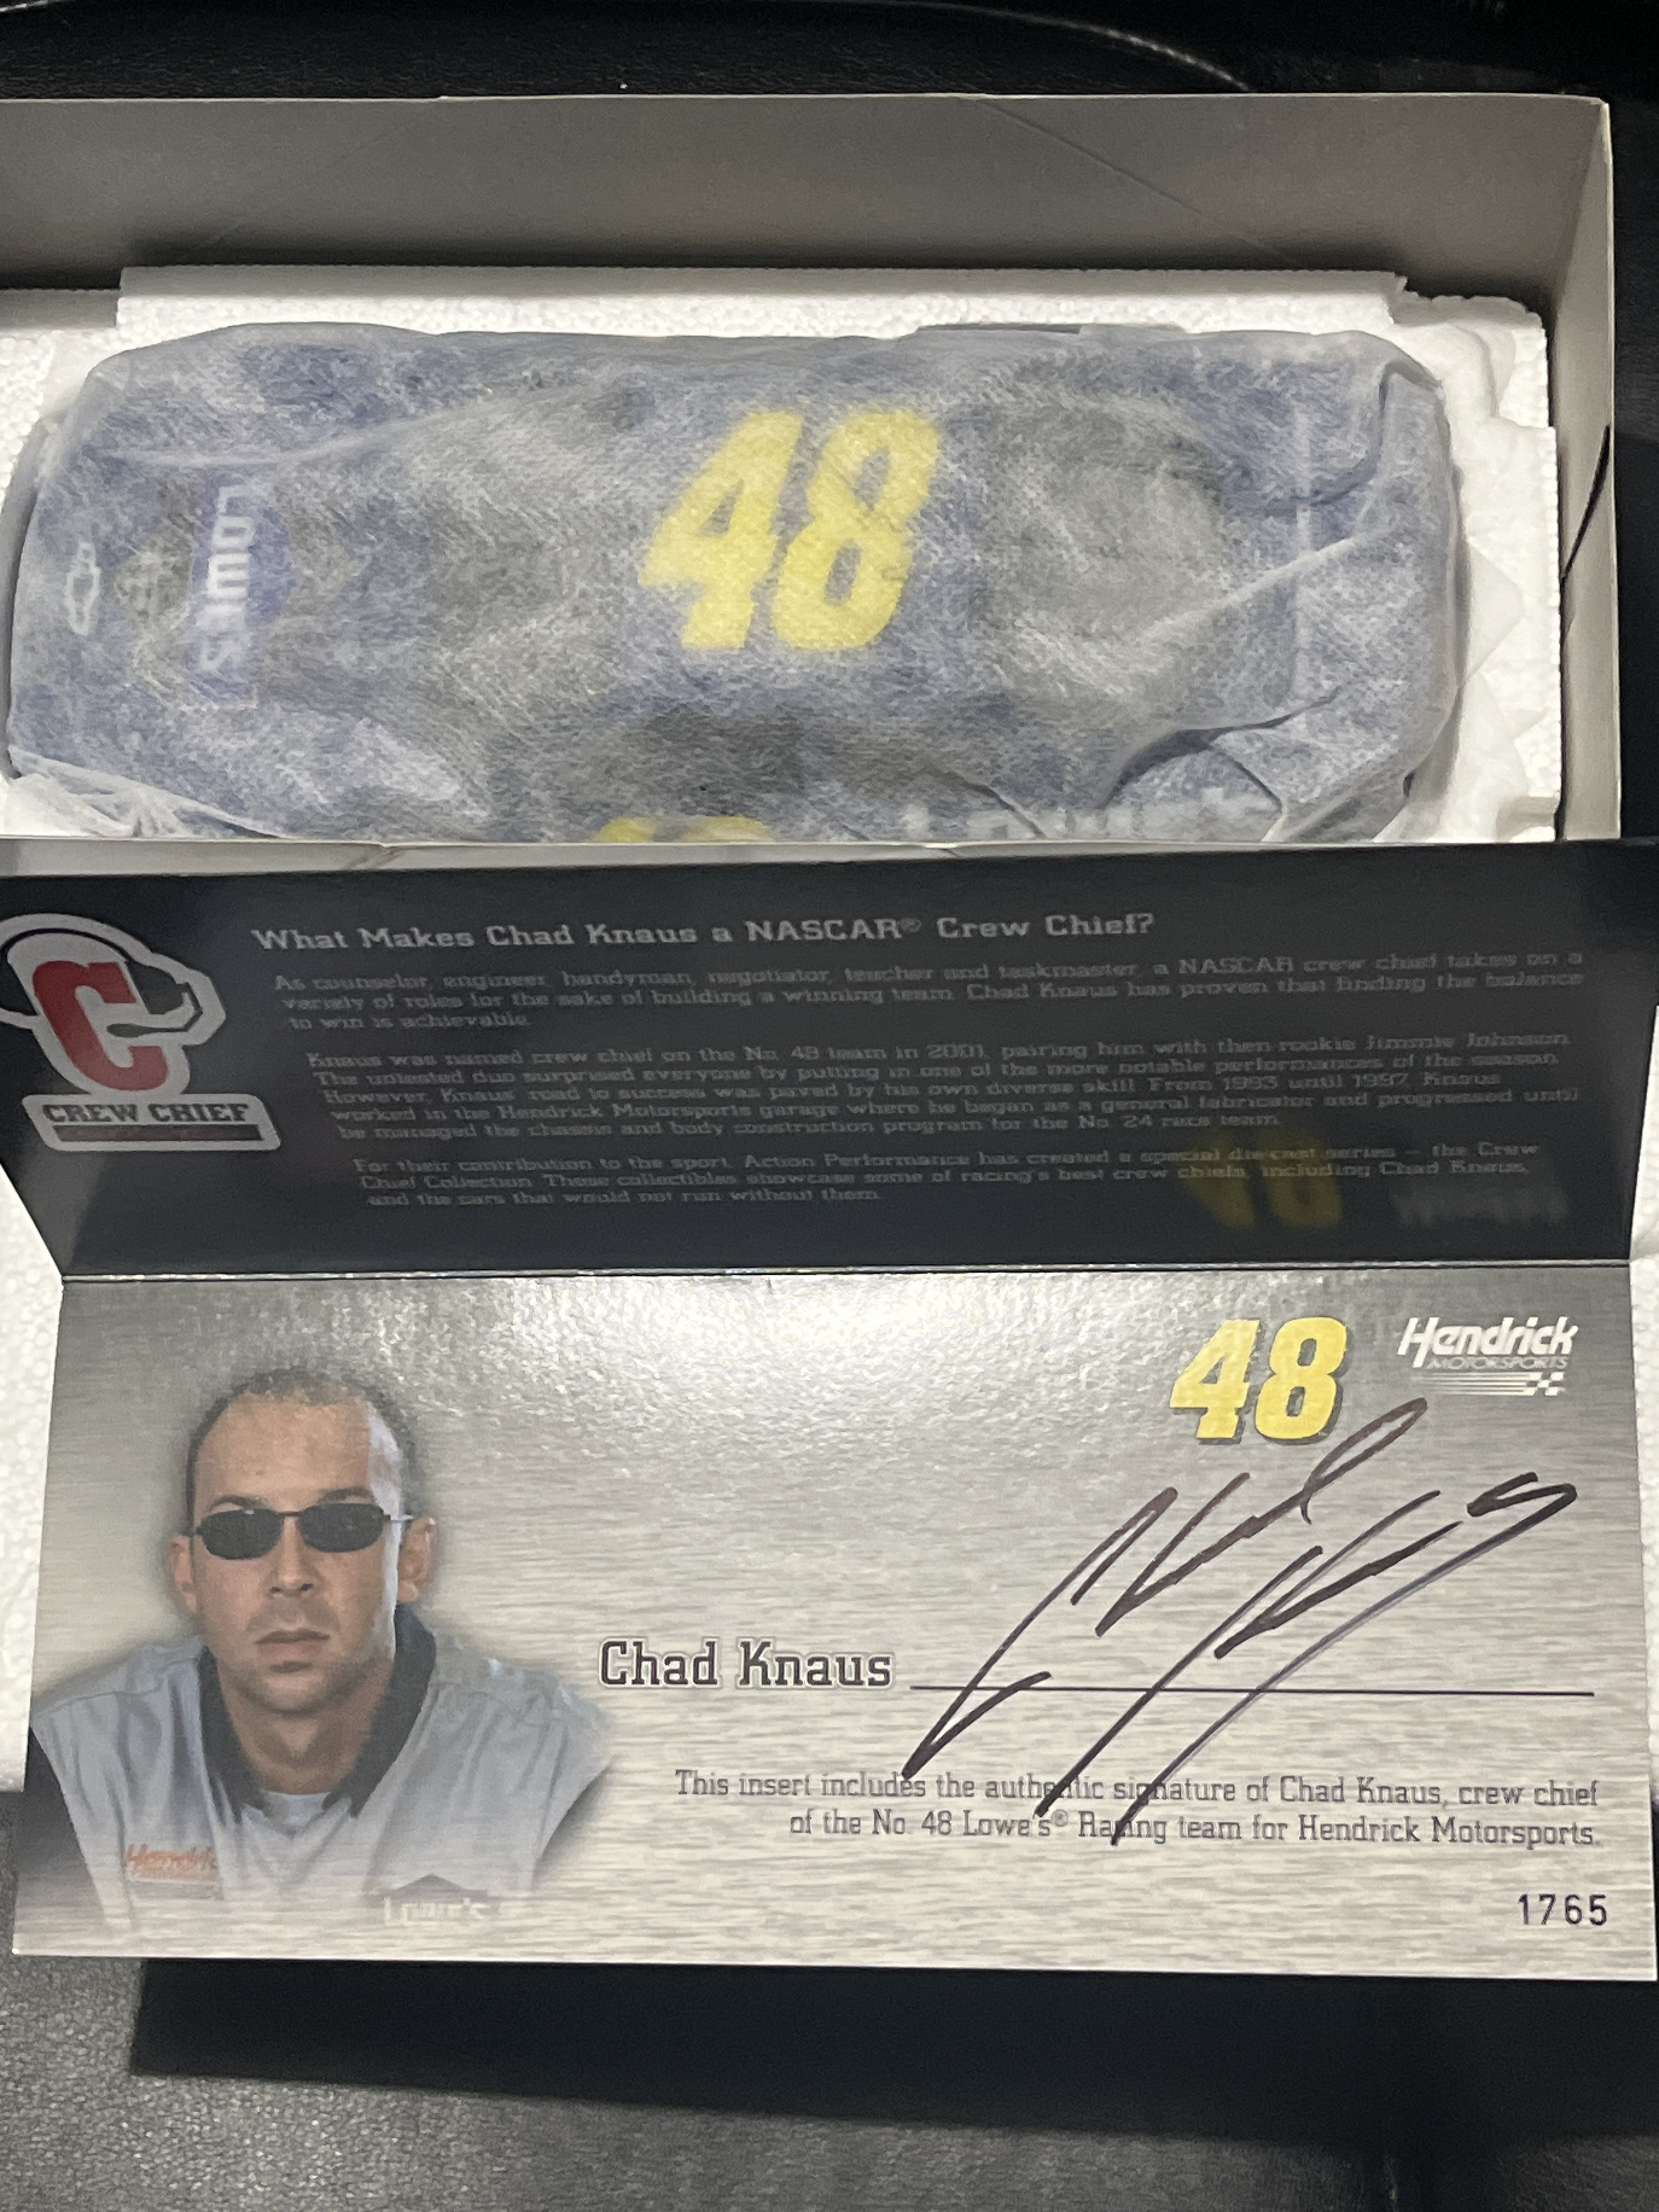 48
Lowe's
48
Lowe's
What Makes Chad Knaus a NASCAR® Crew Chief?
As counselor, engineer, handyman, negotiator, teacher and taskmaster, a NASCAR crew chief takes on a
variety of roles for the sake of building a winning team. Chad Knaus has proven that finding the balance
to win is achievable.
Knaus was named crew chief on the No. 48 team in 2001, pairing him with then-rookie Jimmie Johnson.
The untested duo surprised everyone by putting in one of the more notable performances of the season.
However, Knaus' road to success was paved by his own diverse skill. From 1993 until 1997, Knaus
worked in the Hendrick Motorsports garage where he began as a general fabricator and progressed until
he managed the chassis and body construction program for the No. 24 race team.
For their contribution to the sport, Action Performance has created a special diecast series – the Crew
Chief Collection. These collectibles showcase some of racing's best crew chiefs, including Chad Knaus,
and the cars that would not run without them.
C
CREW CHIEF
48
Hendrick
MOTORSPORTS
Chad Knaus
This insert includes the authentic signature of Chad Knaus, crew chief
of the No. 48 Lowe's® Racing team for Hendrick Motorsports.
1765
Hendrick
Lowe's